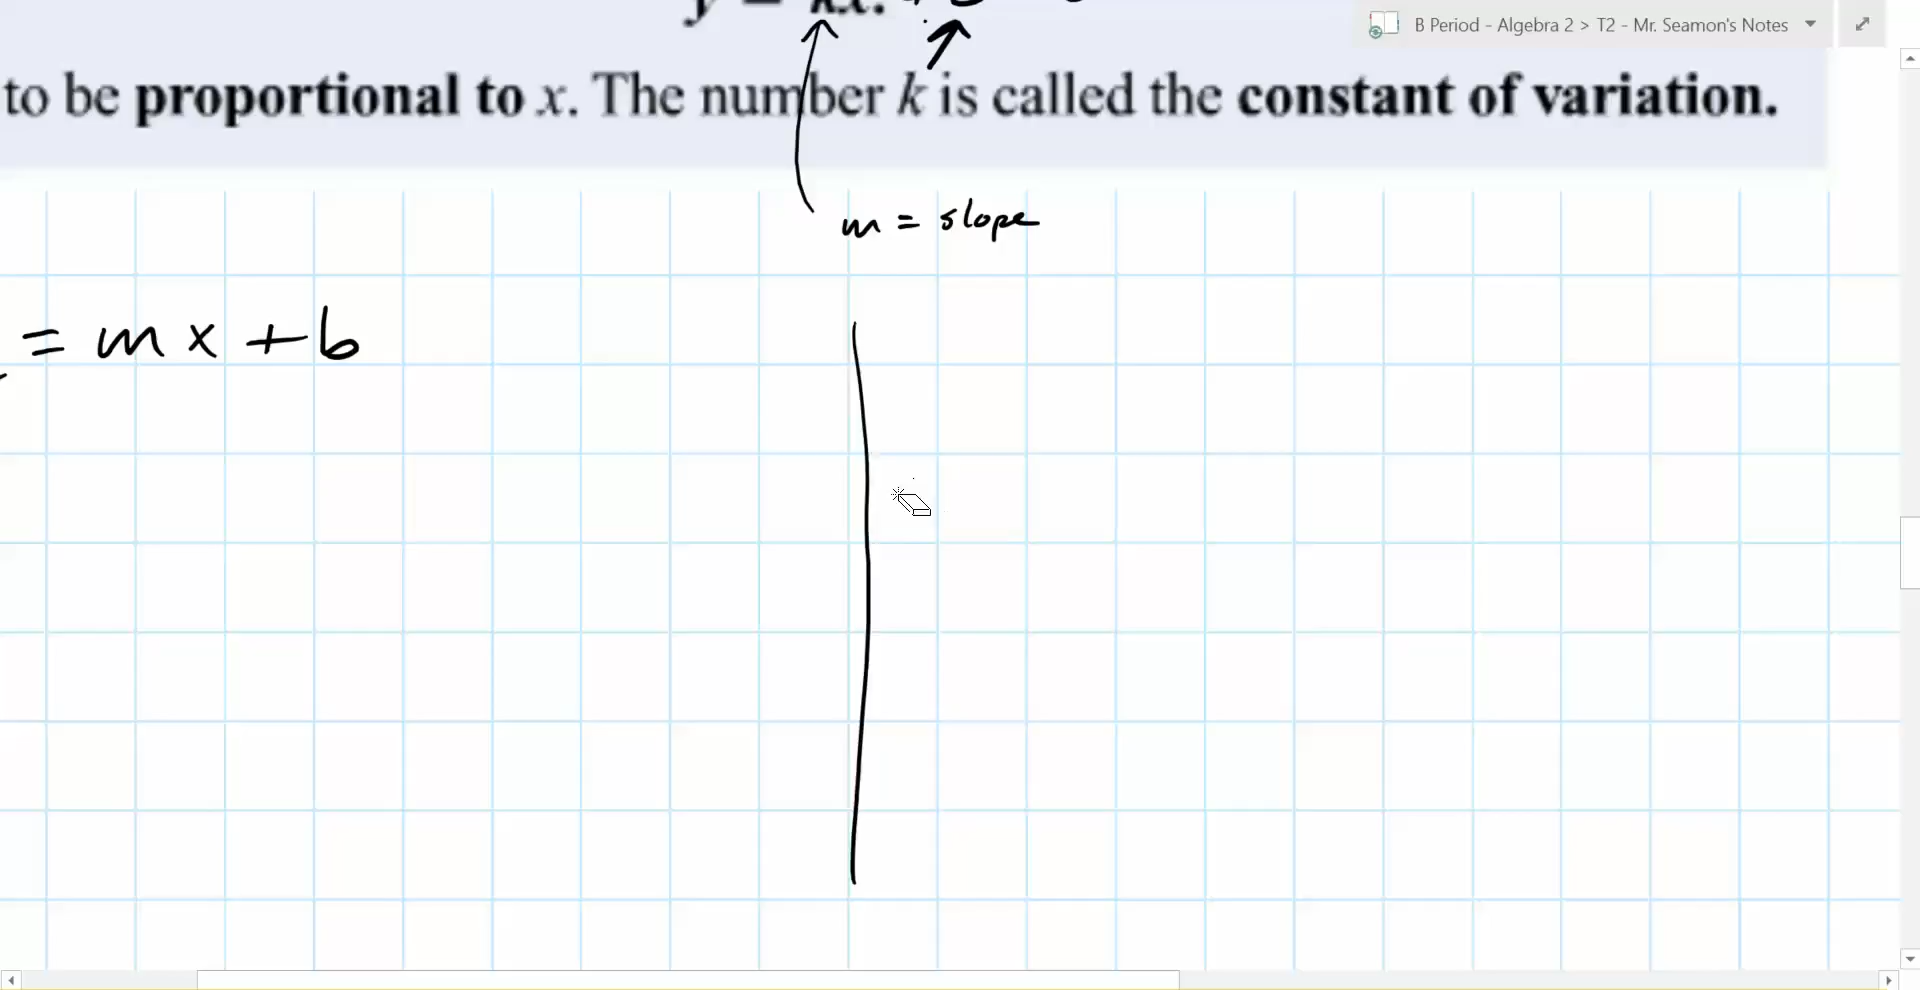 y = kx.
B Period - Algebra 2 > T2 - Mr. Seamon's Notes
to be proportional to x. The number k is called the constant of variation.
m = slope
= mx + b